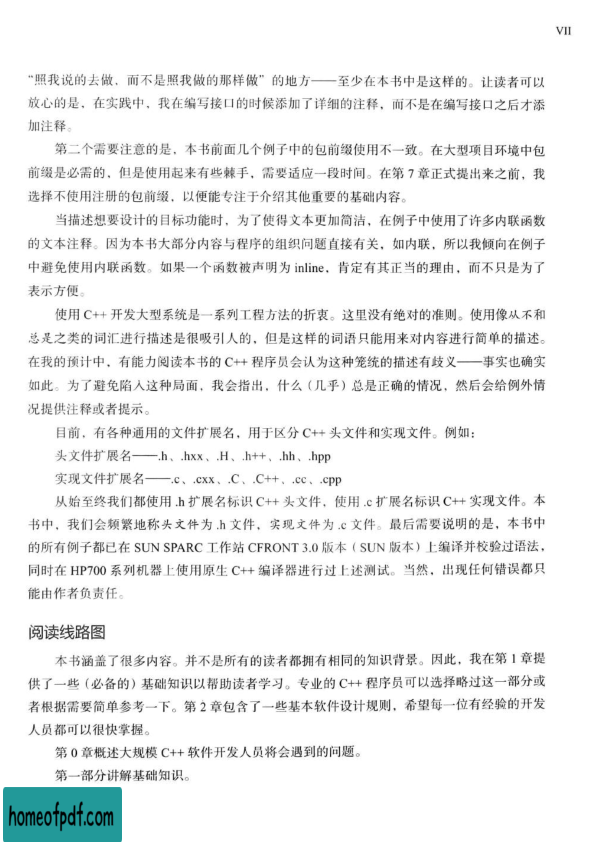 VII
“照我说的去做，而不是照我做的那样做”的地方——至少在本书中是这样的。让读者可以
放心的是，在实践中，我在编写接口的时候添加了详细的注释，而不是在编写接口之后才添
加注释。
第二个需要注意的是，本书前面几个例子中的包前缀使用不一致。在大型项目环境中包
前缀是必需的，但是使用起来有些棘手，需要适应一段时间。在第 7 章正式提出来之前，我
选择不使用注册的包前缀，以便能专注于介绍其他重要的基础内容。
当描述想要设计的目标功能时，为了使得文本更加简洁，在例子中使用了许多内联函数
的文本注释。因为本书大部分内容与程序的组织问题直接有关，如内联，所以我倾向在例子
中避免使用内联函数。如果一个函数被声明为 inline，肯定有其正当的理由，而不只是为了
表示方便。
使用 C++ 开发大型系统是一系列工程方法的折衷。这里没有绝对的准则。使用像从不和
总是之类的词汇进行描述是很吸引人的，但是这样的词语只能用来对内容进行简单的描述。
在我的预计中，有能力阅读本书的 C++ 程序员会认为这种笼统的描述有歧义——事实也确实
如此。为了避免陷入这种局面，我会指出，什么（几乎）总是正确的情况，然后会给例外情
况提供注释或者提示。
目前，有各种通用的文件扩展名，用于区分 C++ 头文件和实现文件。例如：
头文件扩展名——.h、.hxx、.H、.h++、.hh、.hpp
实现文件扩展名——.c、.cxx、.C、.C++、.cc、.cpp
从始至终我们都使用 .h 扩展名标识 C++ 头文件，使用 .c 扩展名标识 C++ 实现文件。本
书中，我们会频繁地称头文件为 .h 文件，实现文件为 .c 文件。最后需要说明的是，本书中
的所有例子都已在 SUN SPARC 工作站 CFRONT 3.0 版本（SUN 版本）上编译并校验过语法，
同时在 HP700 系列机器上使用原生 C++ 编译器进行过上述测试。当然，出现任何错误都只
能由作者负责任。
阅读线路图
本书涵盖了很多内容。并不是所有的读者都拥有相同的知识背景。因此，我在第 1 章提
供了一些（必备的）基础知识以帮助读者学习。专业的 C++ 程序员可以选择略过这一部分或
者根据需要简单参考一下。第 2 章包含了一些基本软件设计规则，希望每一位有经验的开发
人员都可以很快掌握。
第 0 章概述大规模 C++ 软件开发人员将会遇到的问题。
第一部分讲解基础知识。
homeofpdf.com